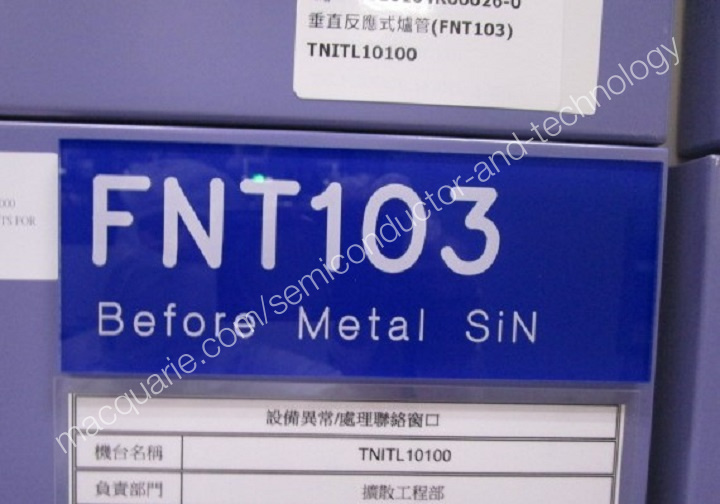 垂直反應式爐管(FNT103)
TNITL10100
TS FOR
FNT103
Before Metal SiN
macquarie.com/semiconductor-and-technology
設備異常/處理聯絡窗口
機台名稱 TNITL10100
負責部門 擴散工程部